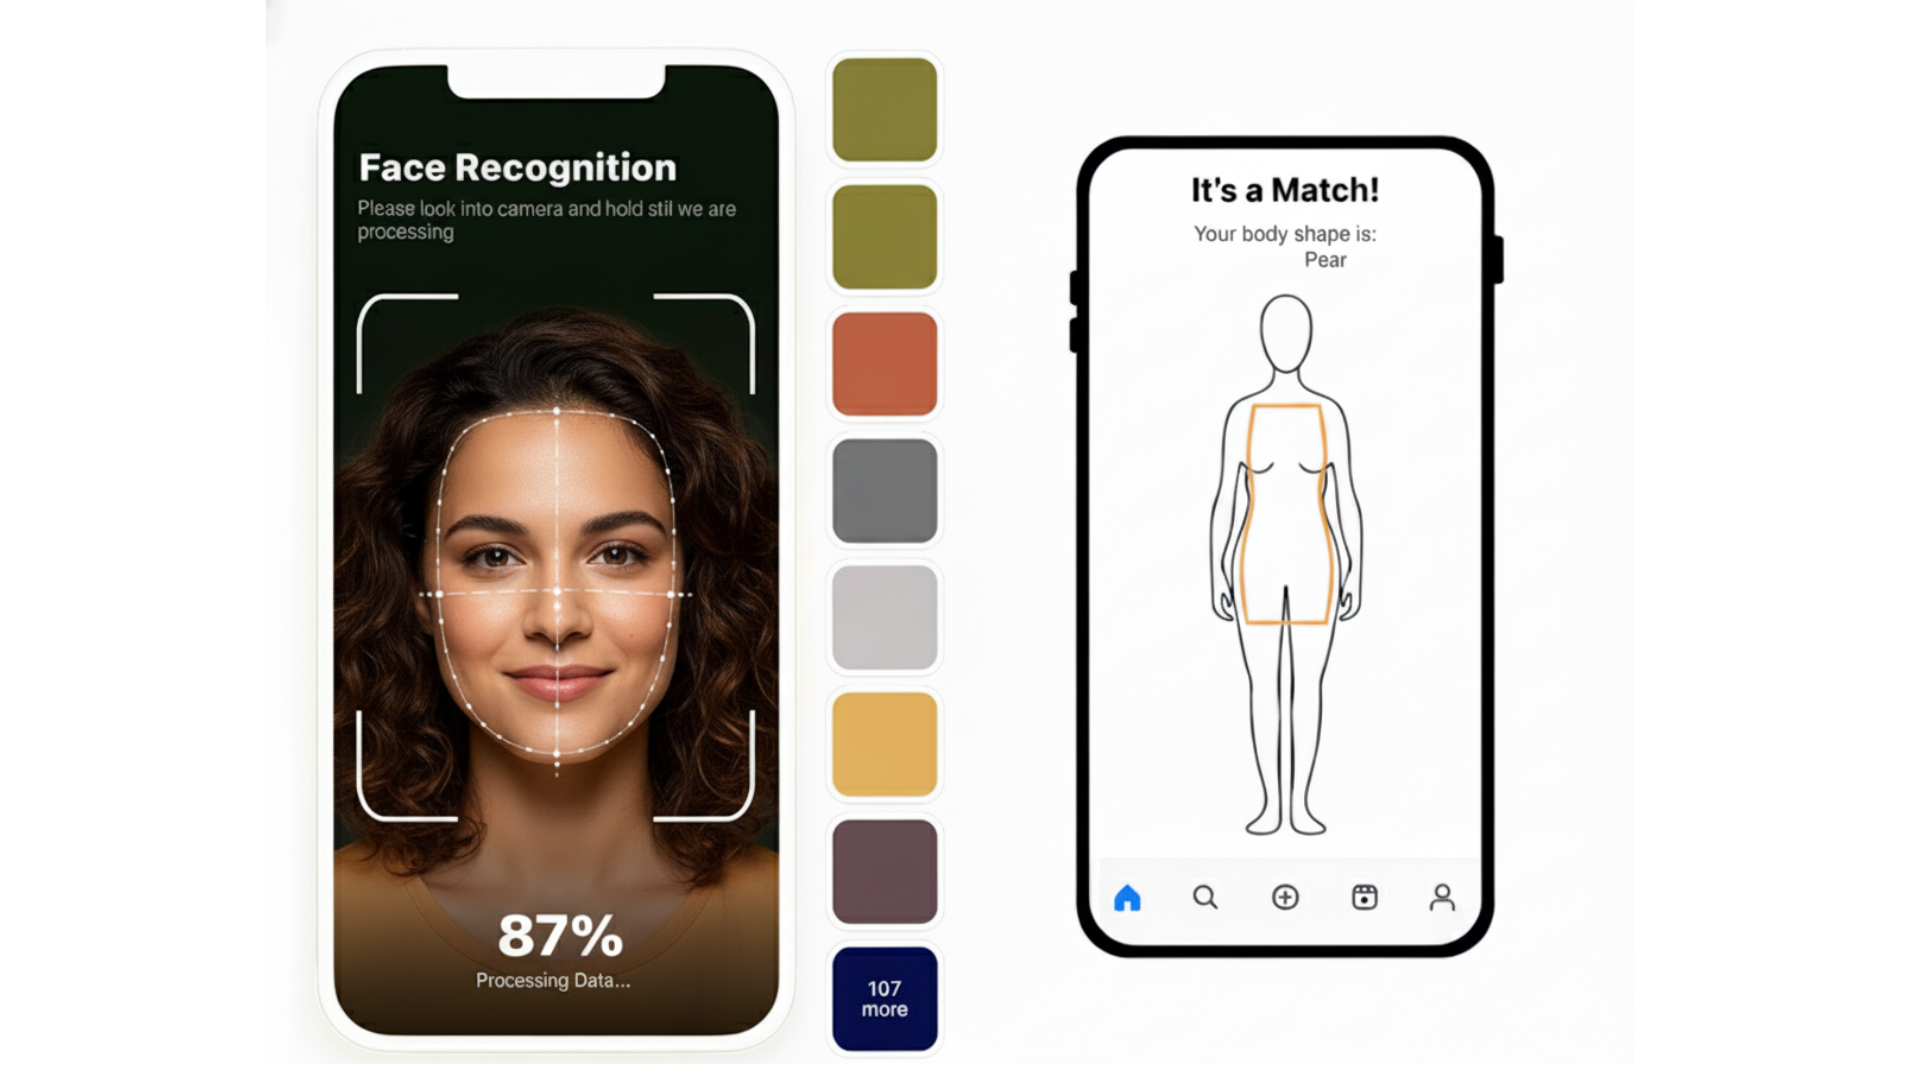 Face Recognition
Please look into camera and hold stil we are
processing
87%
Processing Data...
107
more
It's a Match!
Your body shape is:
Pear